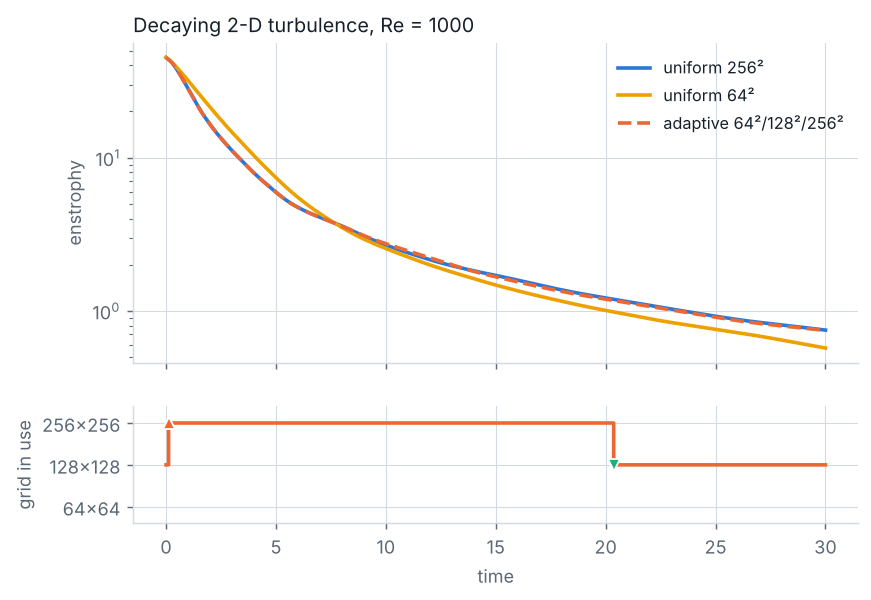 Decaying 2-D turbulence, Re = 1000
uniform 256²
uniform 64²
adaptive 64²/128²/256²
enstrophy
10¹
10⁰
grid in use
256×256
128×128
64×64
0 5 10 15 20 25 30
time